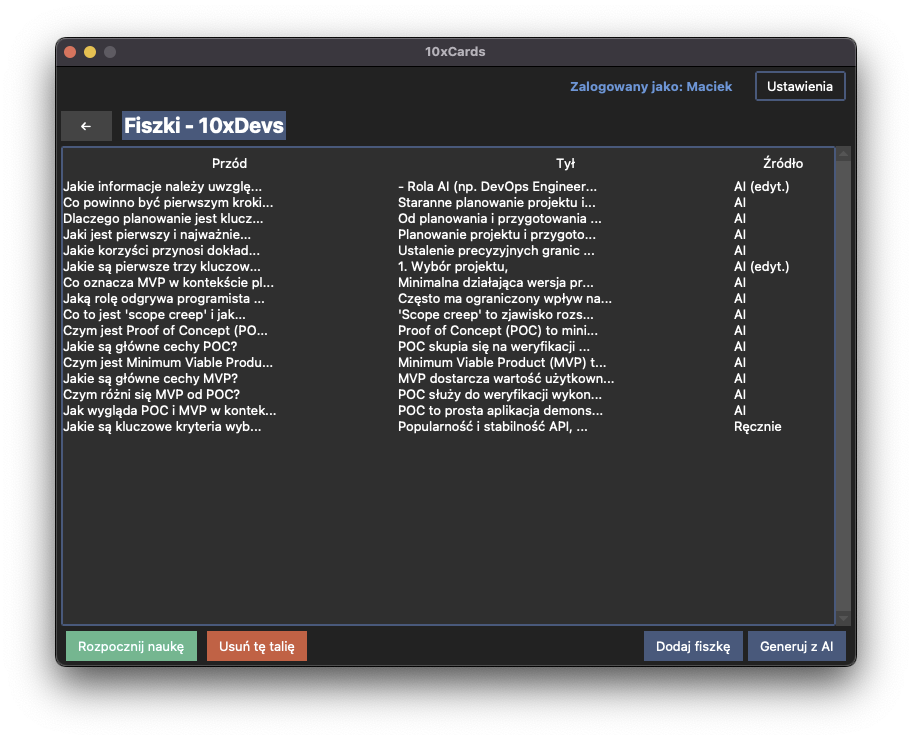 10xCards
Zalogowany jako: Maciek Ustawienia
← Fiszki - 10xDevs
Przód Tył Źródło
Jakie informacje należy uwzglę... - Rola AI (np. DevOps Engineer... AI (edyt.)
Co powinno być pierwszym kroki... Staranne planowanie projektu i... AI
Dlaczego planowanie jest klucz... Od planowania i przygotowania ... AI
Jaki jest pierwszy i najważnie... Planowanie projektu i przygoto... AI
Jakie korzyści przynosi dokład... Ustalenie precyzyjnych granic ... AI
Jakie są pierwsze trzy kluczow... 1. Wybór projektu, AI (edyt.)
Co oznacza MVP w kontekście pl... Minimalna działająca wersja pr... AI
Jaką rolę odgrywa programista ... Często ma ograniczony wpływ na... AI
Co to jest 'scope creep' i jak... 'Scope creep' to zjawisko rozs... AI
Czym jest Proof of Concept (PO... Proof of Concept (POC) to mini... AI
Jakie są główne cechy POC? POC skupia się na weryfikacji ... AI
Czym jest Minimum Viable Produ... Minimum Viable Product (MVP) t... AI
Jakie są główne cechy MVP? MVP dostarcza wartość użytkown... AI
Czym różni się MVP od POC? POC służy do weryfikacji wykon... AI
Jak wygląda POC i MVP w kontek... POC to prosta aplikacja demons... AI
Jakie są kluczowe kryteria wyb... Popularność i stabilność API, ... Ręcznie
Rozpocznij naukę Usuń tę talię Dodaj fiszkę Generuj z AI